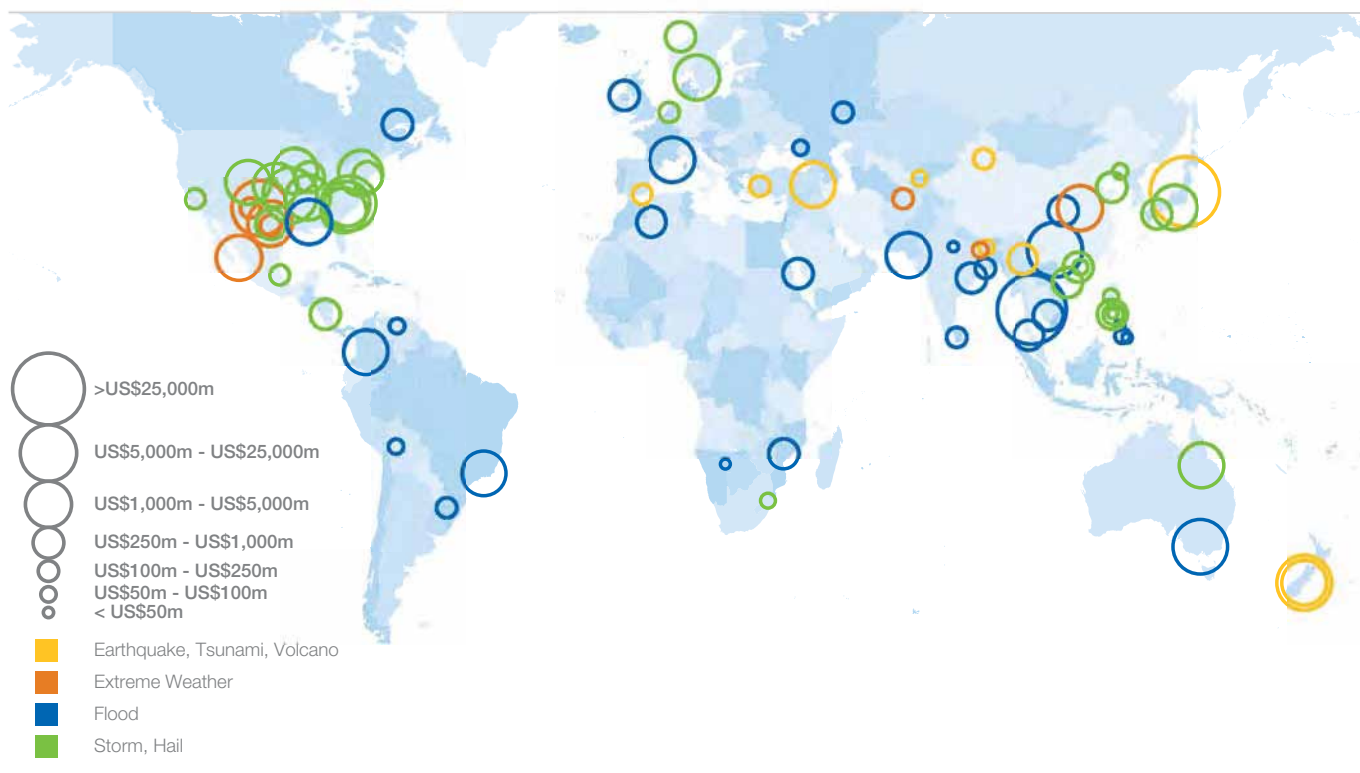 >US$25,000m
US$5,000m - US$25,000m
US$1,000m - US$5,000m
US$250m - US$1,000m
US$100m - US$250m
US$50m - US$100m
< US$50m
Earthquake, Tsunami, Volcano
Extreme Weather
Flood
Storm, Hail